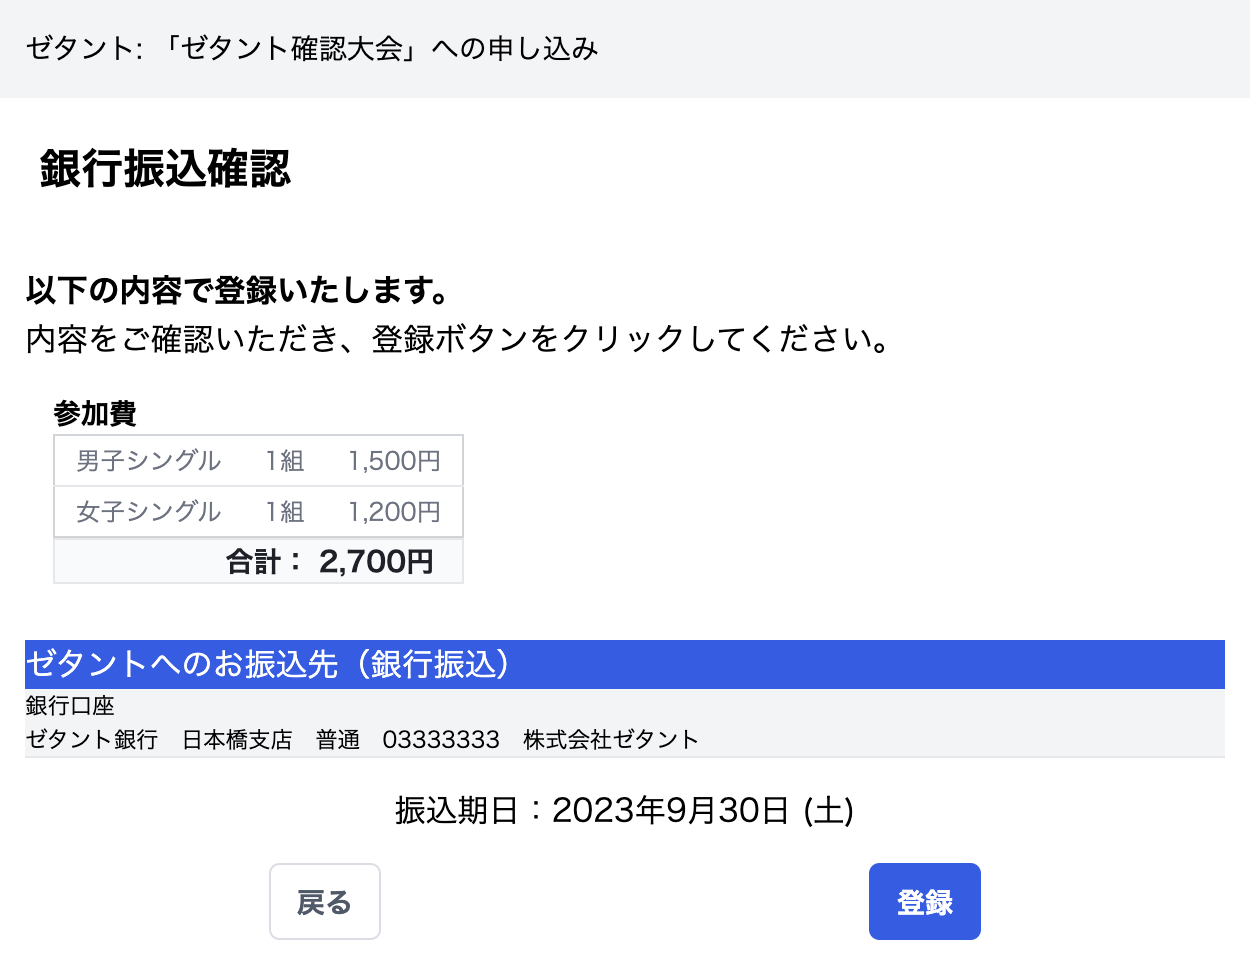 ゼタント: 「ゼタント確認大会」への申し込み
銀行振込確認
以下の内容で登録いたします。
内容をご確認いただき、登録ボタンをクリックしてください。
参加費
男子シングル 1組 1,500円
女子シングル 1組 1,200円
合計： 2,700円
ゼタントへのお振込先（銀行振込）
銀行口座
ゼタント銀行　日本橋支店　普通　03333333　株式会社ゼタント
振込期日：2023年9月30日 (土)
戻る 登録